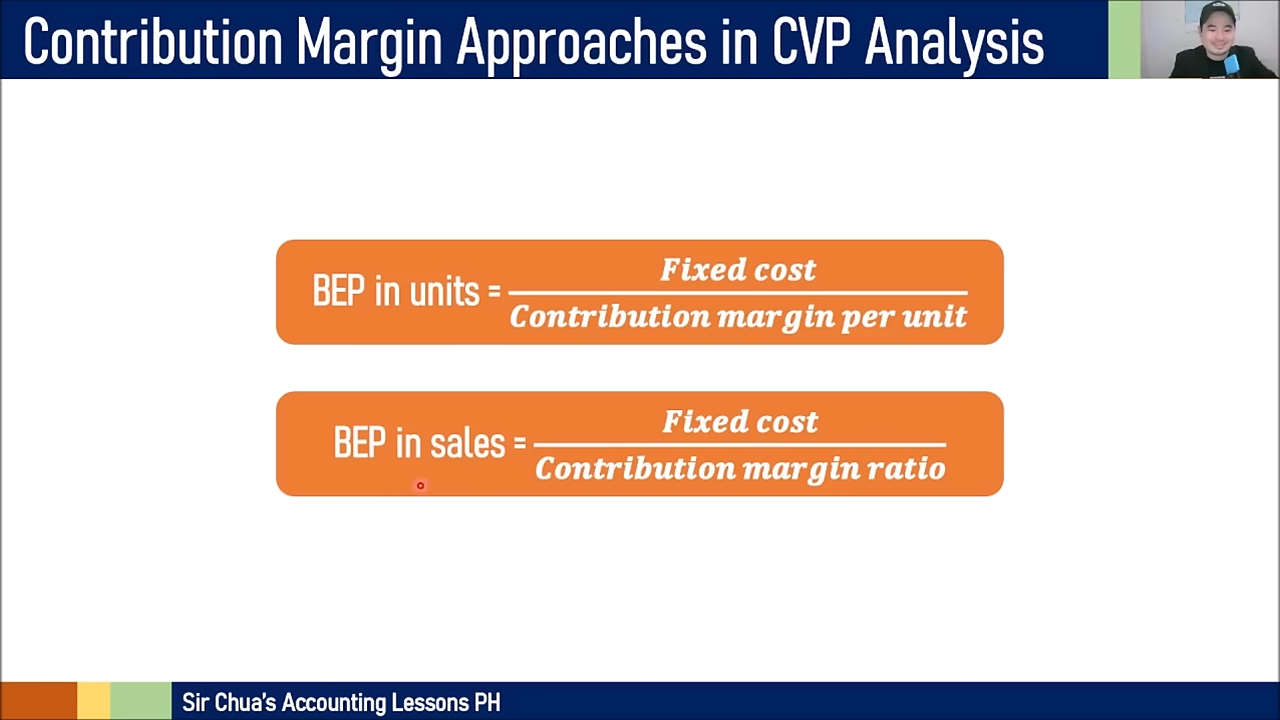 Contribution Margin Approaches in CVP Analysis
BEP in units = Fixed cost / Contribution margin per unit
BEP in sales = Fixed cost / Contribution margin ratio
Sir Chua's Accounting Lessons PH